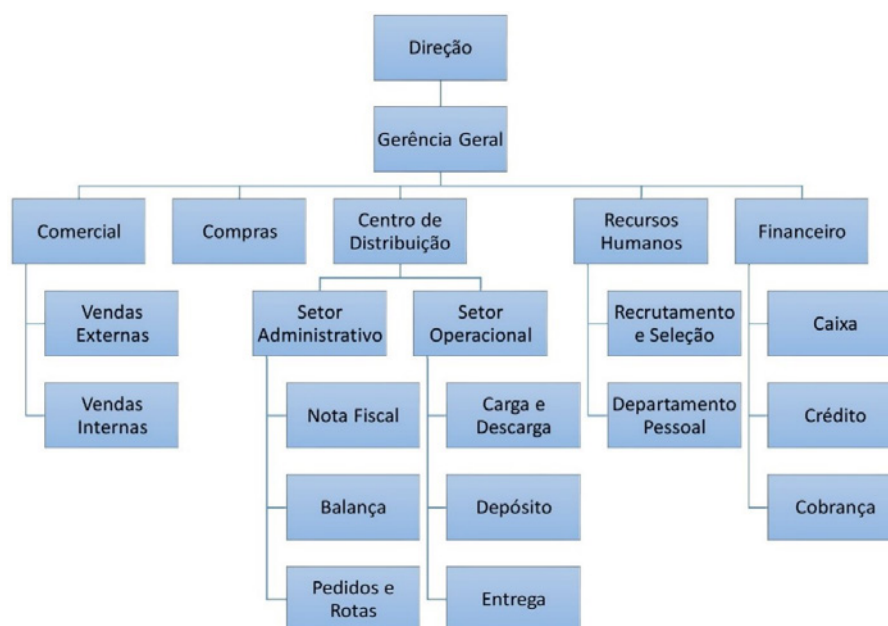 Direção
Gerência Geral
Comercial
Compras
Centro de
Distribuição
Recursos
Humanos
Financeiro
Vendas
Externas
Setor
Administrativo
Setor
Operacional
Recrutamento
e Seleção
Caixa
Vendas
Internas
Nota Fiscal
Carga e
Descarga
Departamento
Pessoal
Crédito
Balança
Depósito
Cobrança
Pedidos e
Rotas
Entrega